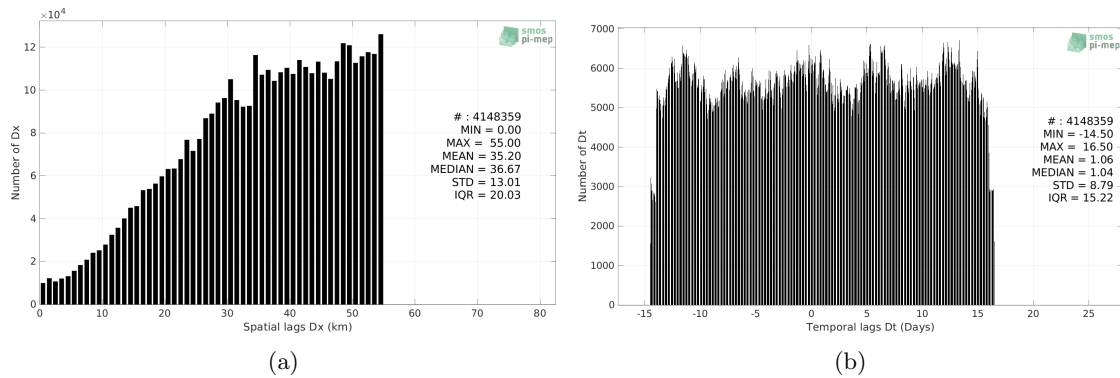 ×10⁴
12
10
8
6
4
2
0
0 10 20 30 40 50 60 70 80
Number of Dx
Spatial lags Dx (km)
smos
pi-mep
# : 4148359
MIN = 0.00
MAX = 55.00
MEAN = 35.20
MEDIAN = 36.67
STD = 13.01
IQR = 20.03
(a)
7000
6000
5000
4000
3000
2000
1000
0
-15 -10 -5 0 5 10 15 20 25
Number of Dt
Temporal lags Dt (Days)
smos
pi-mep
# : 4148359
MIN = -14.50
MAX = 16.50
MEAN = 1.06
MEDIAN = 1.04
STD = 8.79
IQR = 15.22
(b)